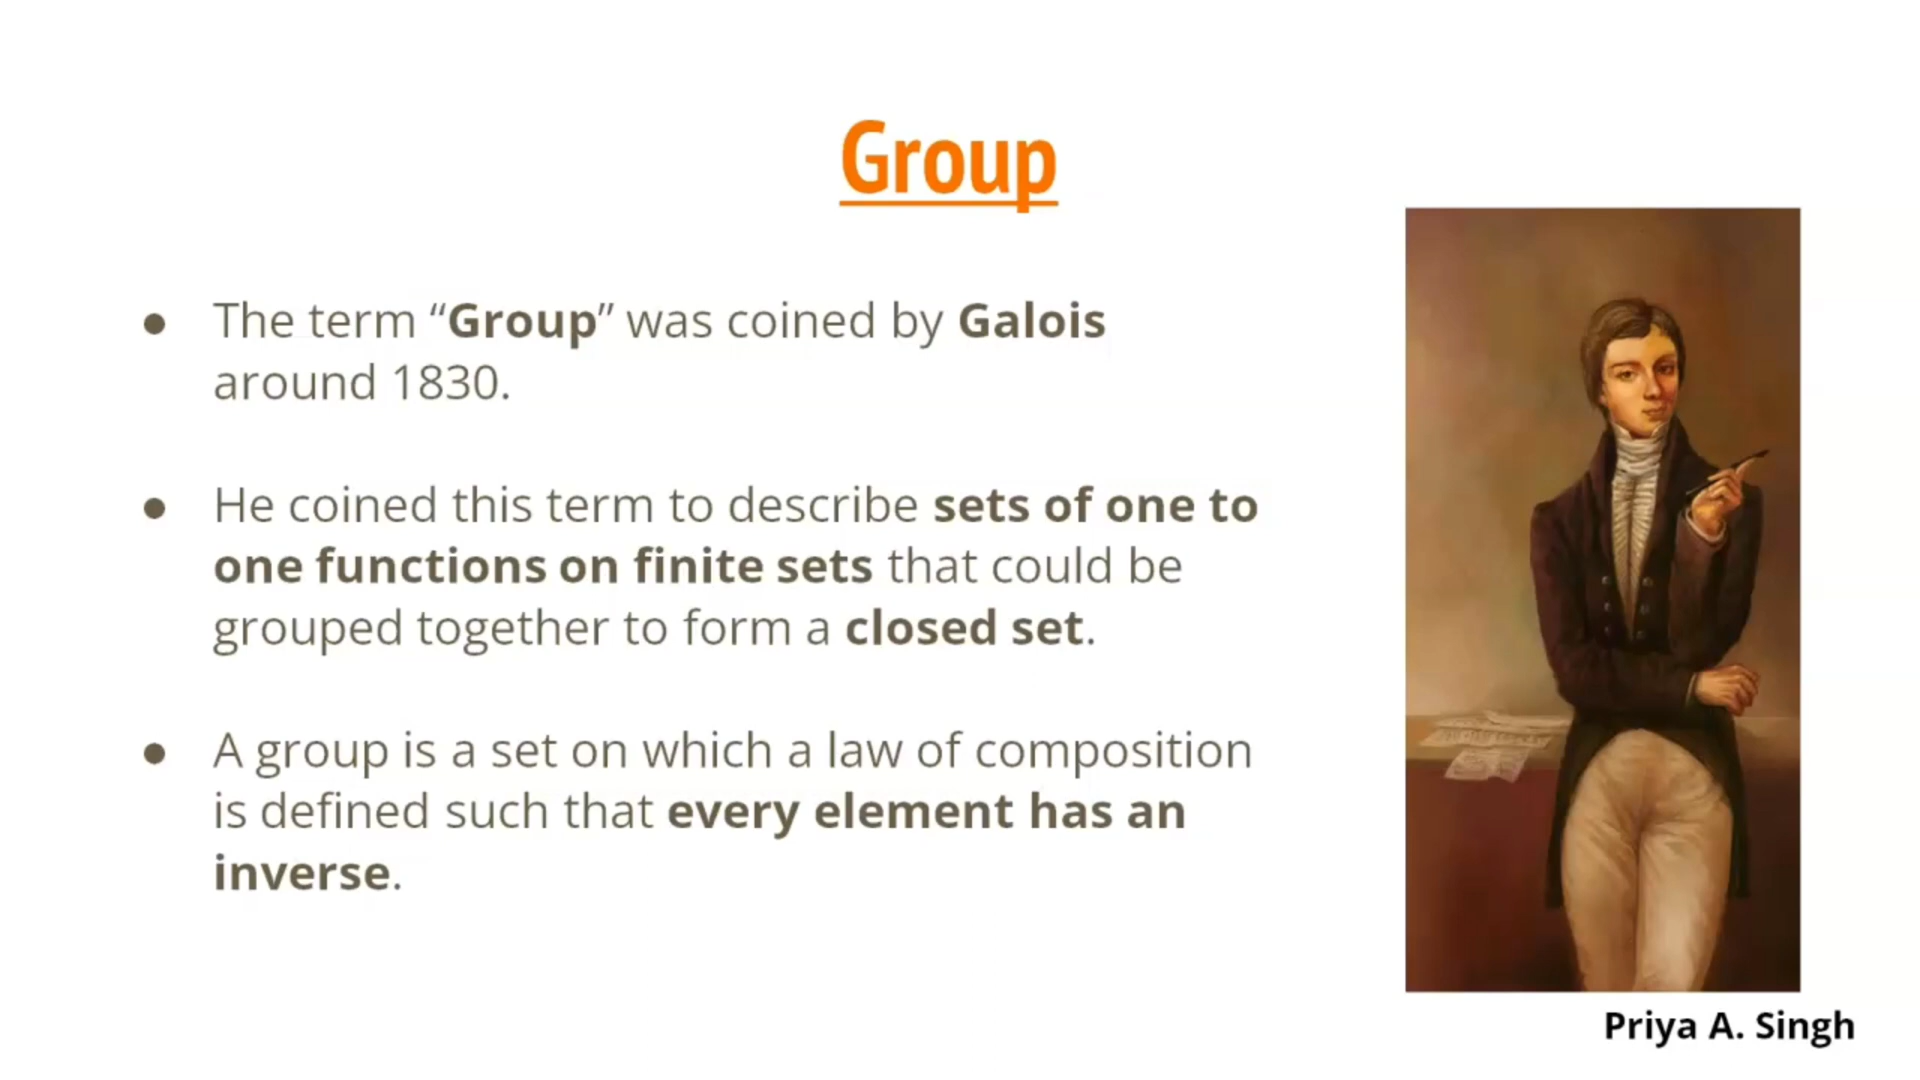 Group
● The term “Group” was coined by Galois
around 1830.
● He coined this term to describe sets of one to
one functions on finite sets that could be
grouped together to form a closed set.
● A group is a set on which a law of composition
is defined such that every element has an
inverse.
Priya A. Singh